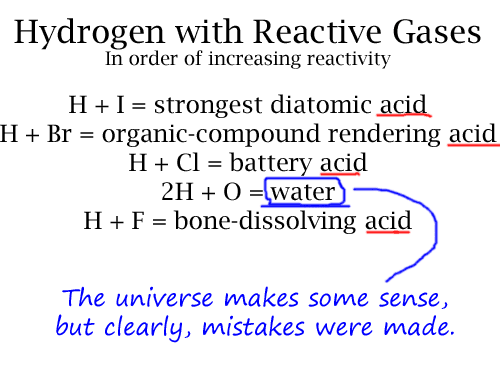 Hydrogen with Reactive Gases
In order of increasing reactivity
H + I = strongest diatomic acid
H + Br = organic-compound rendering acid
H + Cl = battery acid
2H + O = water
H + F = bone-dissolving acid
The universe makes some sense,
but clearly, mistakes were made.